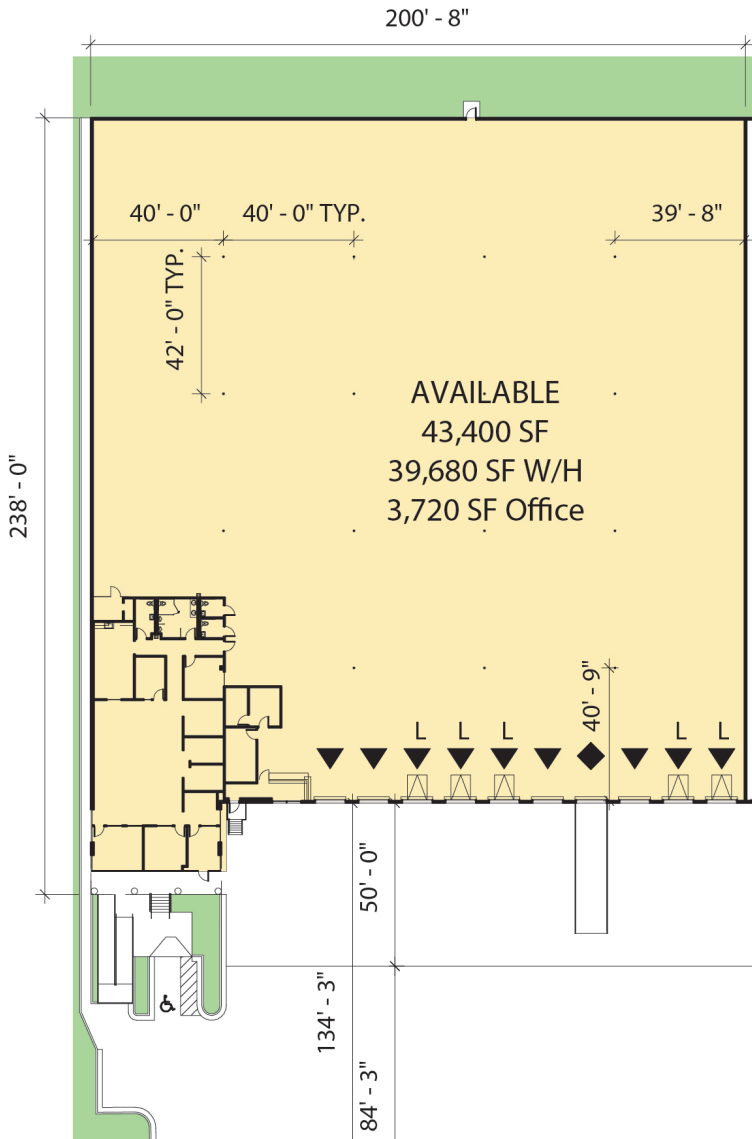 200' - 8"
40' - 0"
40' - 0" TYP.
39' - 8"
42' - 0" TYP.
AVAILABLE
43,400 SF
39,680 SF W/H
3,720 SF Office
238' - 0"
40' - 9"
L
L
L
L
L
50' - 0"
134' - 3"
84' - 3"